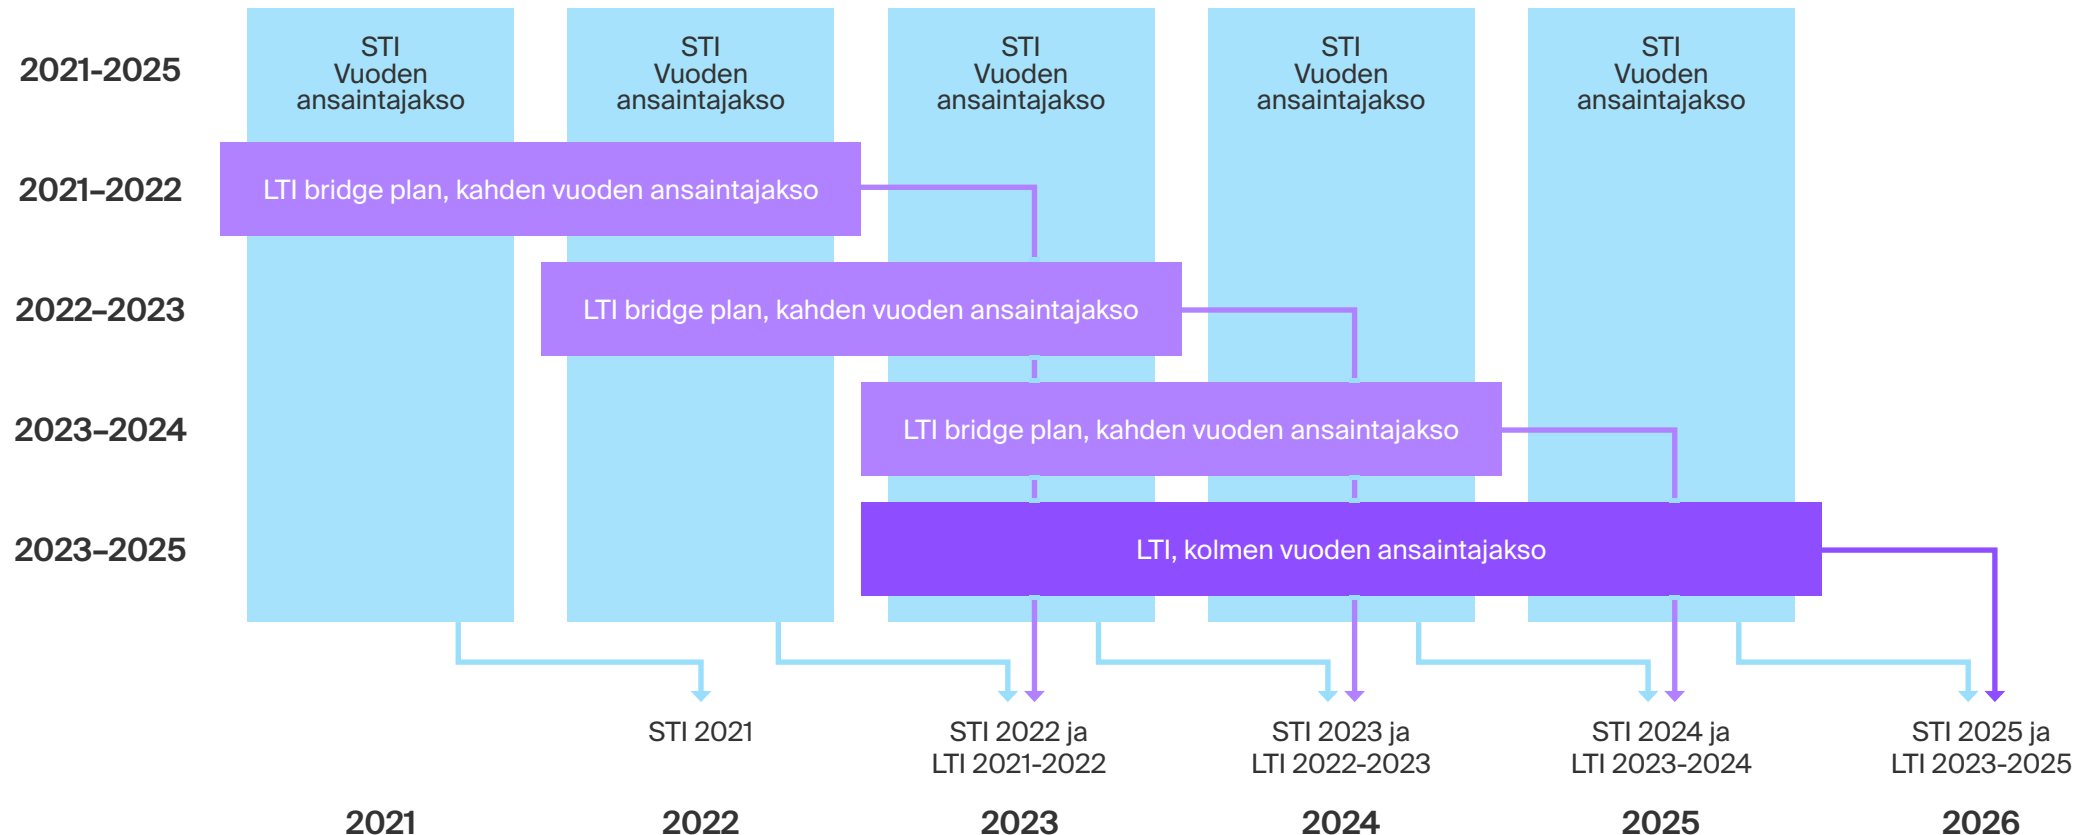 2021-2025
STI
Vuoden
ansaintajakso
STI
Vuoden
ansaintajakso
STI
Vuoden
ansaintajakso
STI
Vuoden
ansaintajakso
STI
Vuoden
ansaintajakso
2021–2022
LTI bridge plan, kahden vuoden ansaintajakso
2022–2023
LTI bridge plan, kahden vuoden ansaintajakso
2023–2024
LTI bridge plan, kahden vuoden ansaintajakso
2023–2025
LTI, kolmen vuoden ansaintajakso
STI 2021
STI 2022 ja
LTI 2021-2022
STI 2023 ja
LTI 2022-2023
STI 2024 ja
LTI 2023-2024
STI 2025 ja
LTI 2023-2025
2021
2022
2023
2024
2025
2026